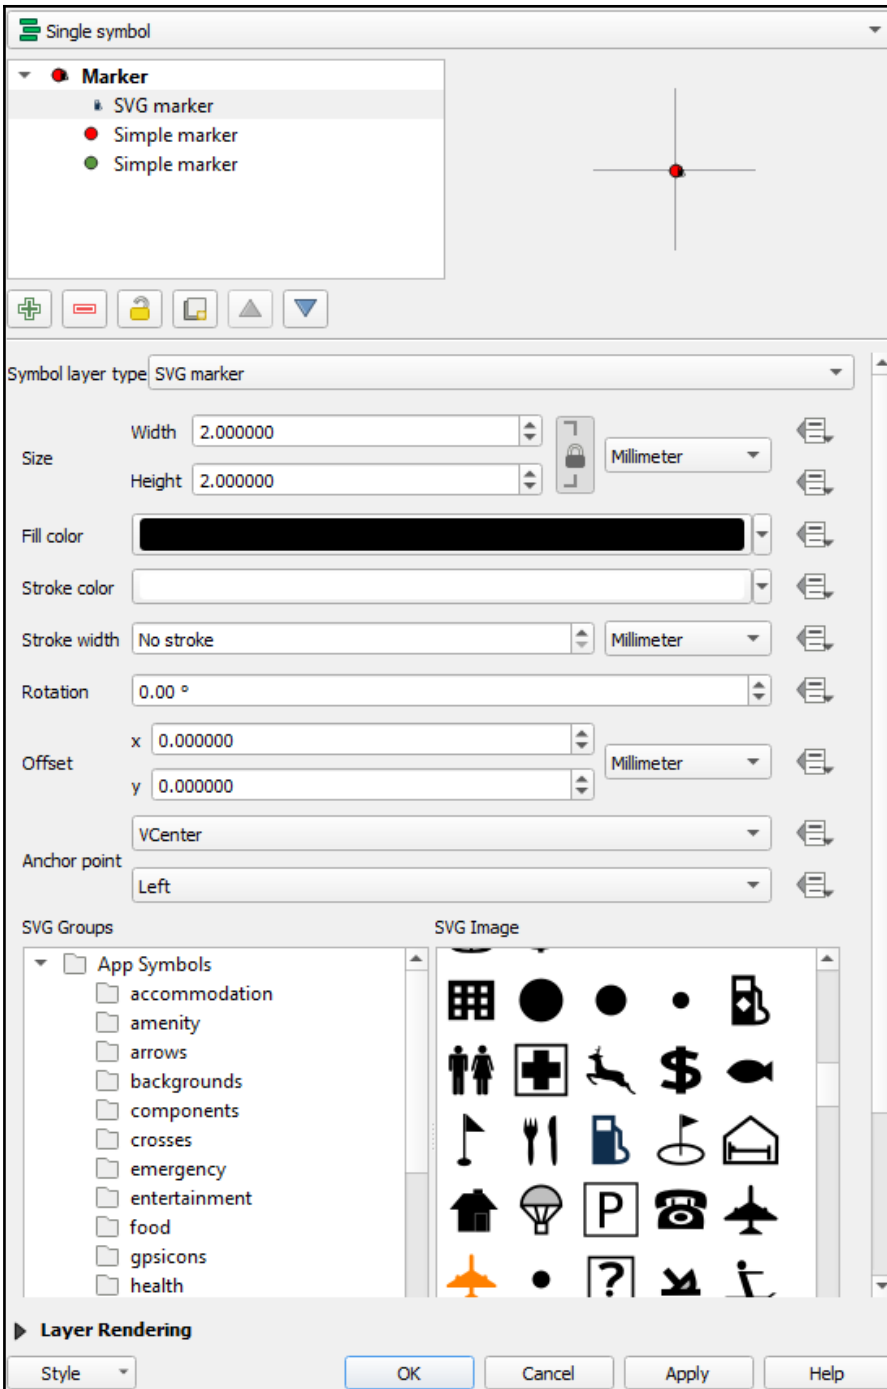 Single symbol
Marker
SVG marker
Simple marker
Simple marker
Symbol layer type SVG marker
Size
Width 2.000000
Millimeter
Height 2.000000
Fill color
Stroke color
Stroke width No stroke Millimeter
Rotation 0.00 °
Offset
x 0.000000
Millimeter
y 0.000000
Anchor point
VCenter
Left
SVG Groups
SVG Image
App Symbols
accommodation
amenity
arrows
backgrounds
components
crosses
emergency
entertainment
food
gpsicons
health
$
P
?
Layer Rendering
Style OK Cancel Apply Help